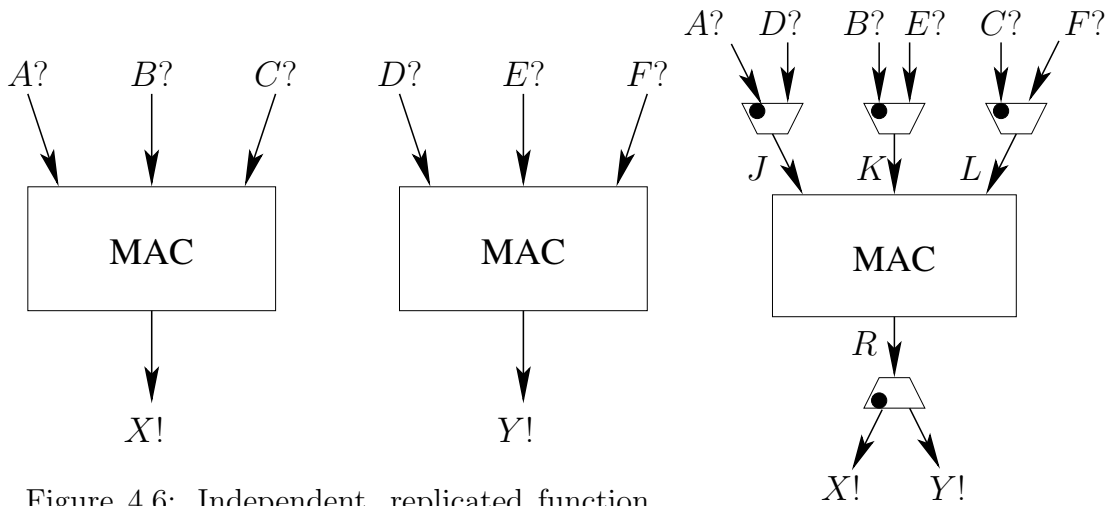 A? B? C?
MAC
X!
D? E? F?
MAC
Y!
A? D? B? E? C? F?
J K L
MAC
R
X! Y!
Figure 4.6: Independent, replicated function